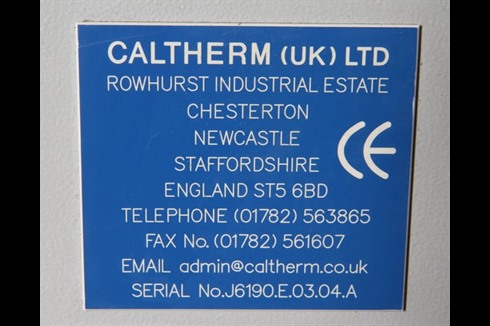 CALTHERM (UK) LTD
ROWHURST INDUSTRIAL ESTATE
CHESTERTON
NEWCASTLE
STAFFORDSHIRE
CE
ENGLAND ST5 6BD
TELEPHONE (01782) 563865
FAX No. (01782) 561607
EMAIL admin@caltherm.co.uk
SERIAL No.J6190.E.03.04.A